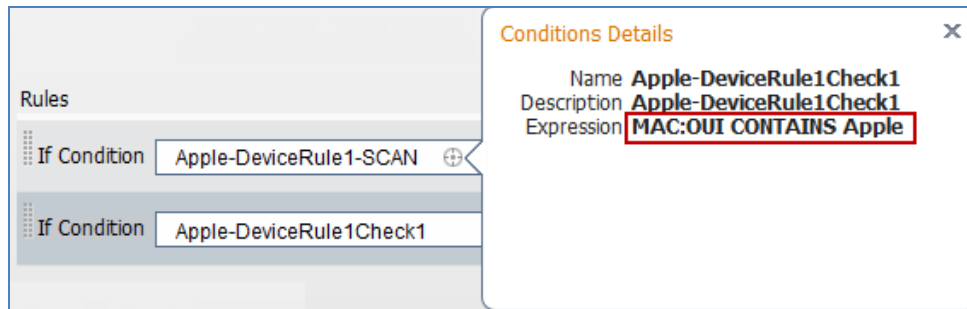 Conditions Details
Name Apple-DeviceRule1Check1
Description Apple-DeviceRule1Check1
Expression MAC:OUI CONTAINS Apple
Rules
If Condition Apple-DeviceRule1-SCAN
If Condition Apple-DeviceRule1Check1